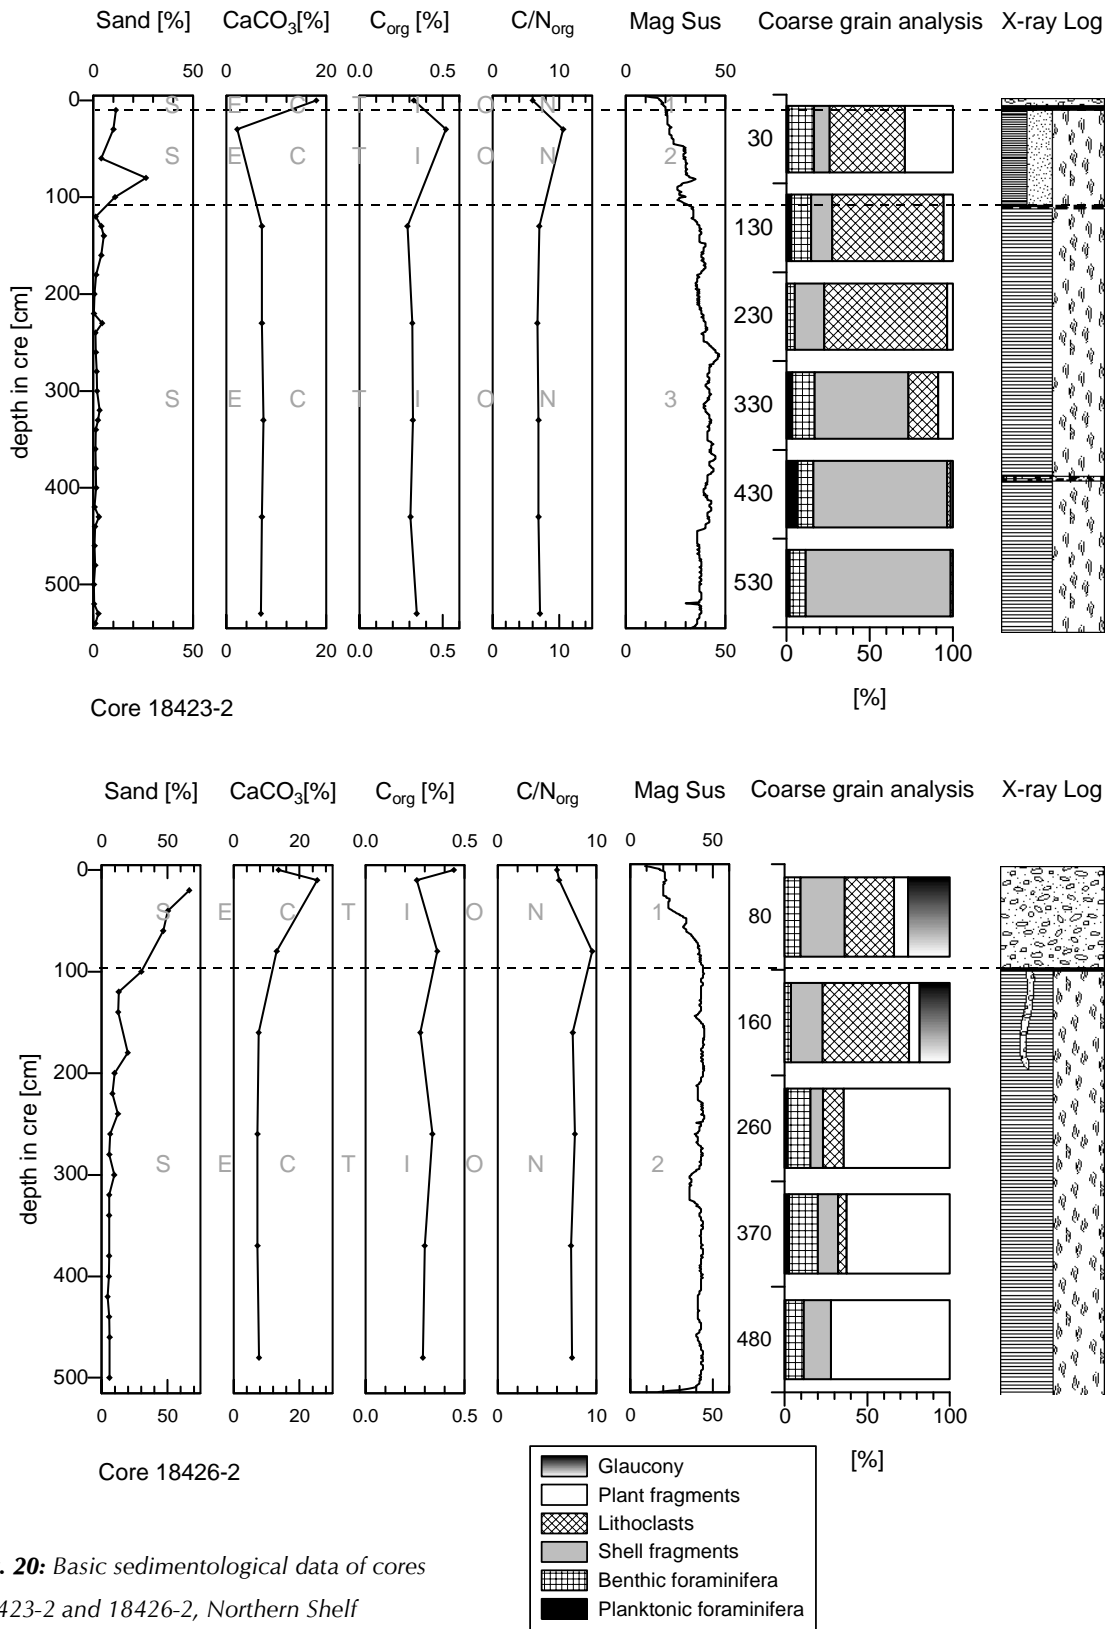 Sand [%] CaCO3[%] Corg [%] C/Norg Mag Sus Coarse grain analysis X-ray Log
0 50 0 20 0.0 0.5 0 10 0 50
0
100
200
300
400
500
depth in cre [cm]
S E C T I O N 1
S E C T I O N 2
S E C T I O N 3
30
130
230
330
430
530
0 50 0 20 0.0 0.5 0 10 0 50 0 100
[%]
Core 18423-2
Sand [%] CaCO3[%] Corg [%] C/Norg Mag Sus Coarse grain analysis X-ray Log
0 50 0 20 0.0 0.5 0 10 0 50
0
100
200
300
400
500
depth in cre [cm]
S E C T I O N 1
S E C T I O N 2
80
160
260
370
480
0 50 0 20 0.0 0.5 0 10 0 50 0 100
[%]
Core 18426-2
Glaucony
Plant fragments
Lithoclasts
Shell fragments
Benthic foraminifera
Planktonic foraminifera
. 20: Basic sedimentological data of cores
423-2 and 18426-2, Northern Shelf